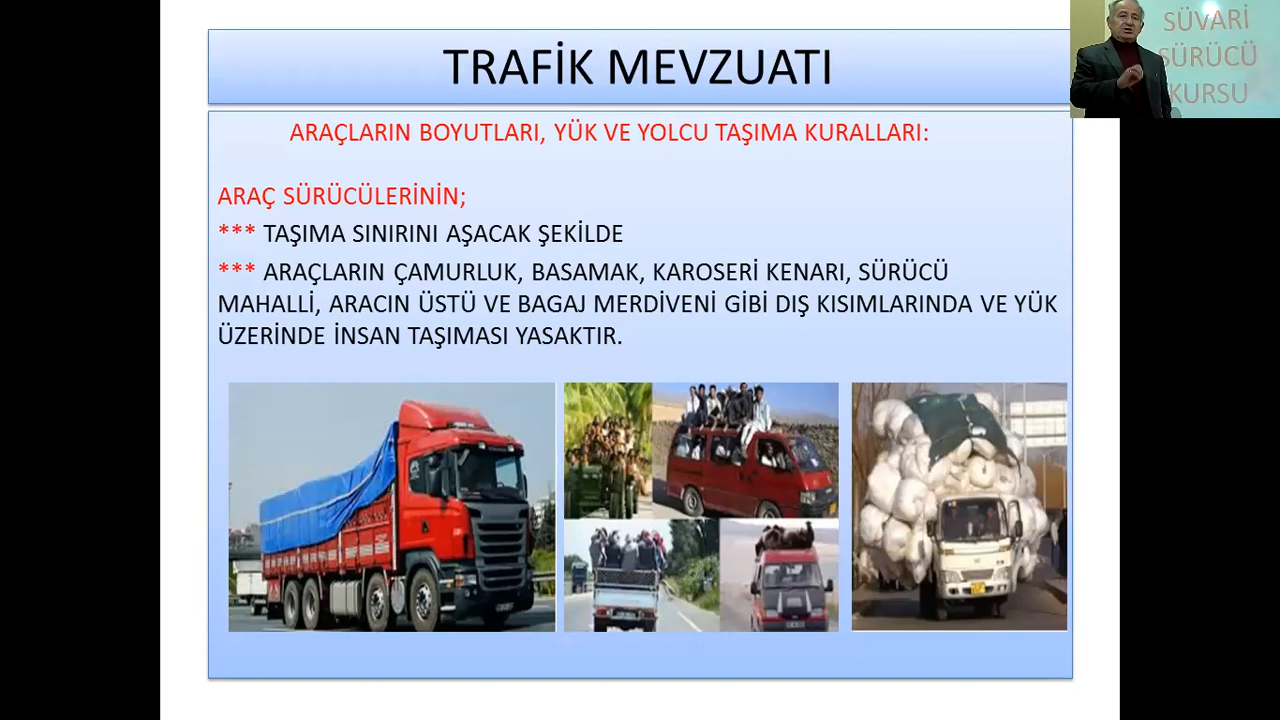 TRAFİK MEVZUATI
SÜVARİ
SÜRÜCÜ
KURSU
ARAÇLARIN BOYUTLARI, YÜK VE YOLCU TAŞIMA KURALLARI:
ARAÇ SÜRÜCÜLERİNİN;
*** TAŞIMA SINIRINI AŞACAK ŞEKİLDE
*** ARAÇLARIN ÇAMURLUK, BASAMAK, KAROSERİ KENARI, SÜRÜCÜ
MAHALLİ, ARACIN ÜSTÜ VE BAGAJ MERDİVENİ GİBİ DIŞ KISIMLARINDA VE YÜK
ÜZERİNDE İNSAN TAŞIMASI YASAKTIR.